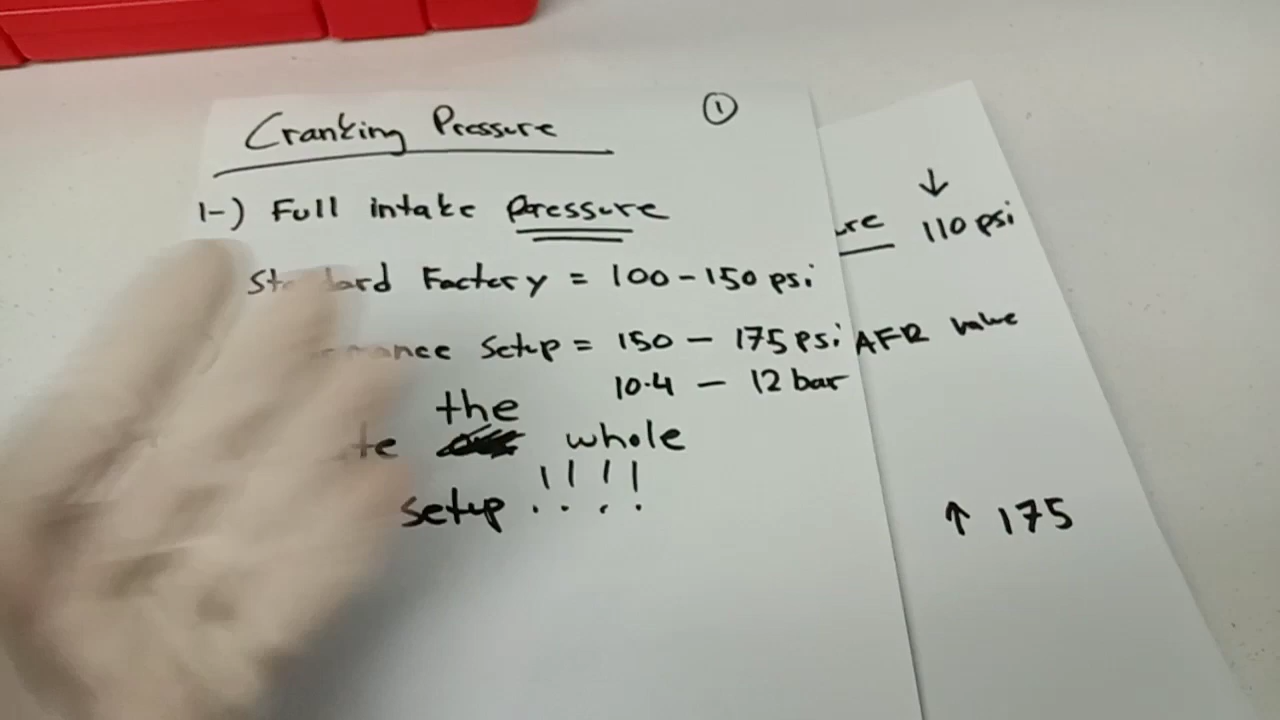 Cranking Pressure
1
1-) Full intake pressure
Standard Factory = 100-150 psi
Setup = 150 - 175 psi
10.4 - 12 bar
the
whole
setup !!!!
↓
110 psi
AFR value
↑ 175